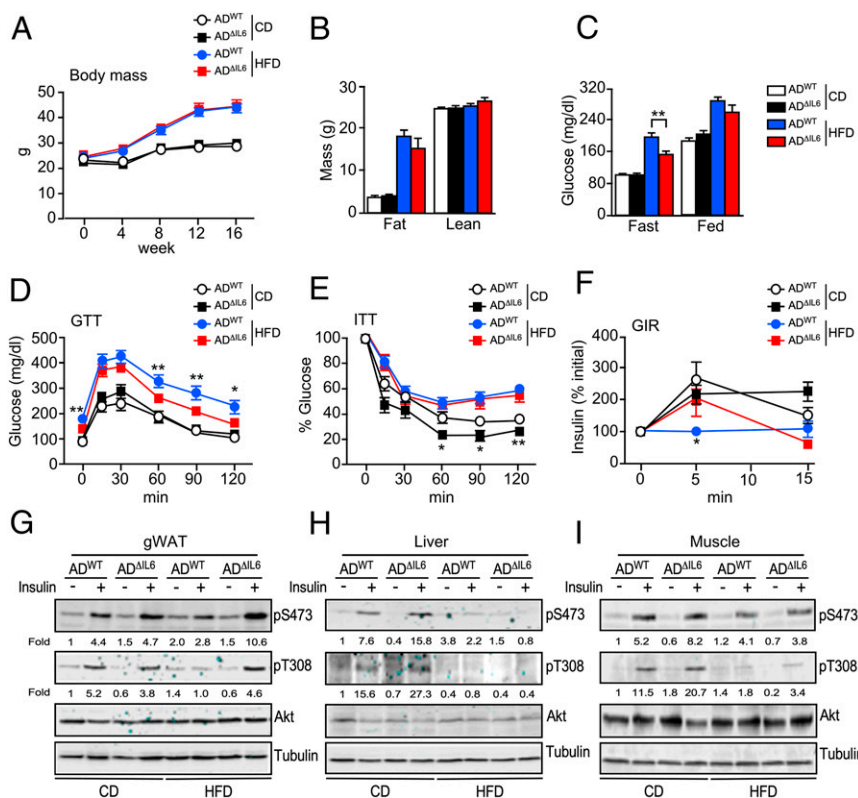 A
AD^WT
AD^ΔIL6
CD
AD^WT
AD^ΔIL6
HFD
Body mass
60
50
40
30
20
10
0
g
0 4 8 12 16
week
B
30
20
10
0
Mass (g)
Fat Lean
C
320
240
160
80
0
Glucose (mg/dl)
**
Fast Fed
AD^WT
AD^ΔIL6
CD
AD^WT
AD^ΔIL6
HFD
D
AD^WT
AD^ΔIL6
CD
AD^WT
AD^ΔIL6
HFD
GTT
500
400
300
200
100
0
Glucose (mg/dl)
** ** ** *
0 30 60 90 120
min
E
AD^WT
AD^ΔIL6
CD
AD^WT
AD^ΔIL6
HFD
ITT
100
80
60
40
20
0
% Glucose
* * **
0 30 60 90 120
min
F
AD^WT
AD^ΔIL6
CD
AD^WT
AD^ΔIL6
HFD
GIR
400
300
200
100
0
Insulin (% initial)
*
0 5 15
min
G
gWAT
AD^WT AD^ΔIL6 AD^WT AD^ΔIL6
Insulin - + - + - + - +
pS473
Fold 1 4.4 1.5 4.7 2.0 2.8 1.5 10.6
pT308
Fold 1 5.2 0.6 3.8 1.4 1.0 0.6 4.6
Akt
Tubulin
CD HFD
H
Liver
AD^WT AD^ΔIL6 AD^WT AD^ΔIL6
Insulin - + - + - + - +
pS473
1 7.6 0.4 15.8 3.8 2.2 1.5 0.8
pT308
1 15.6 0.7 27.3 0.4 0.8 0.4 0.4
Akt
Tubulin
CD HFD
I
Muscle
AD^WT AD^ΔIL6 AD^WT AD^ΔIL6
Insulin - + - + - + - +
pS473
1 5.2 0.6 8.2 1.2 4.1 0.7 3.8
pT308
1 11.5 1.8 20.7 1.4 1.8 0.2 3.4
Akt
Tubulin
CD HFD